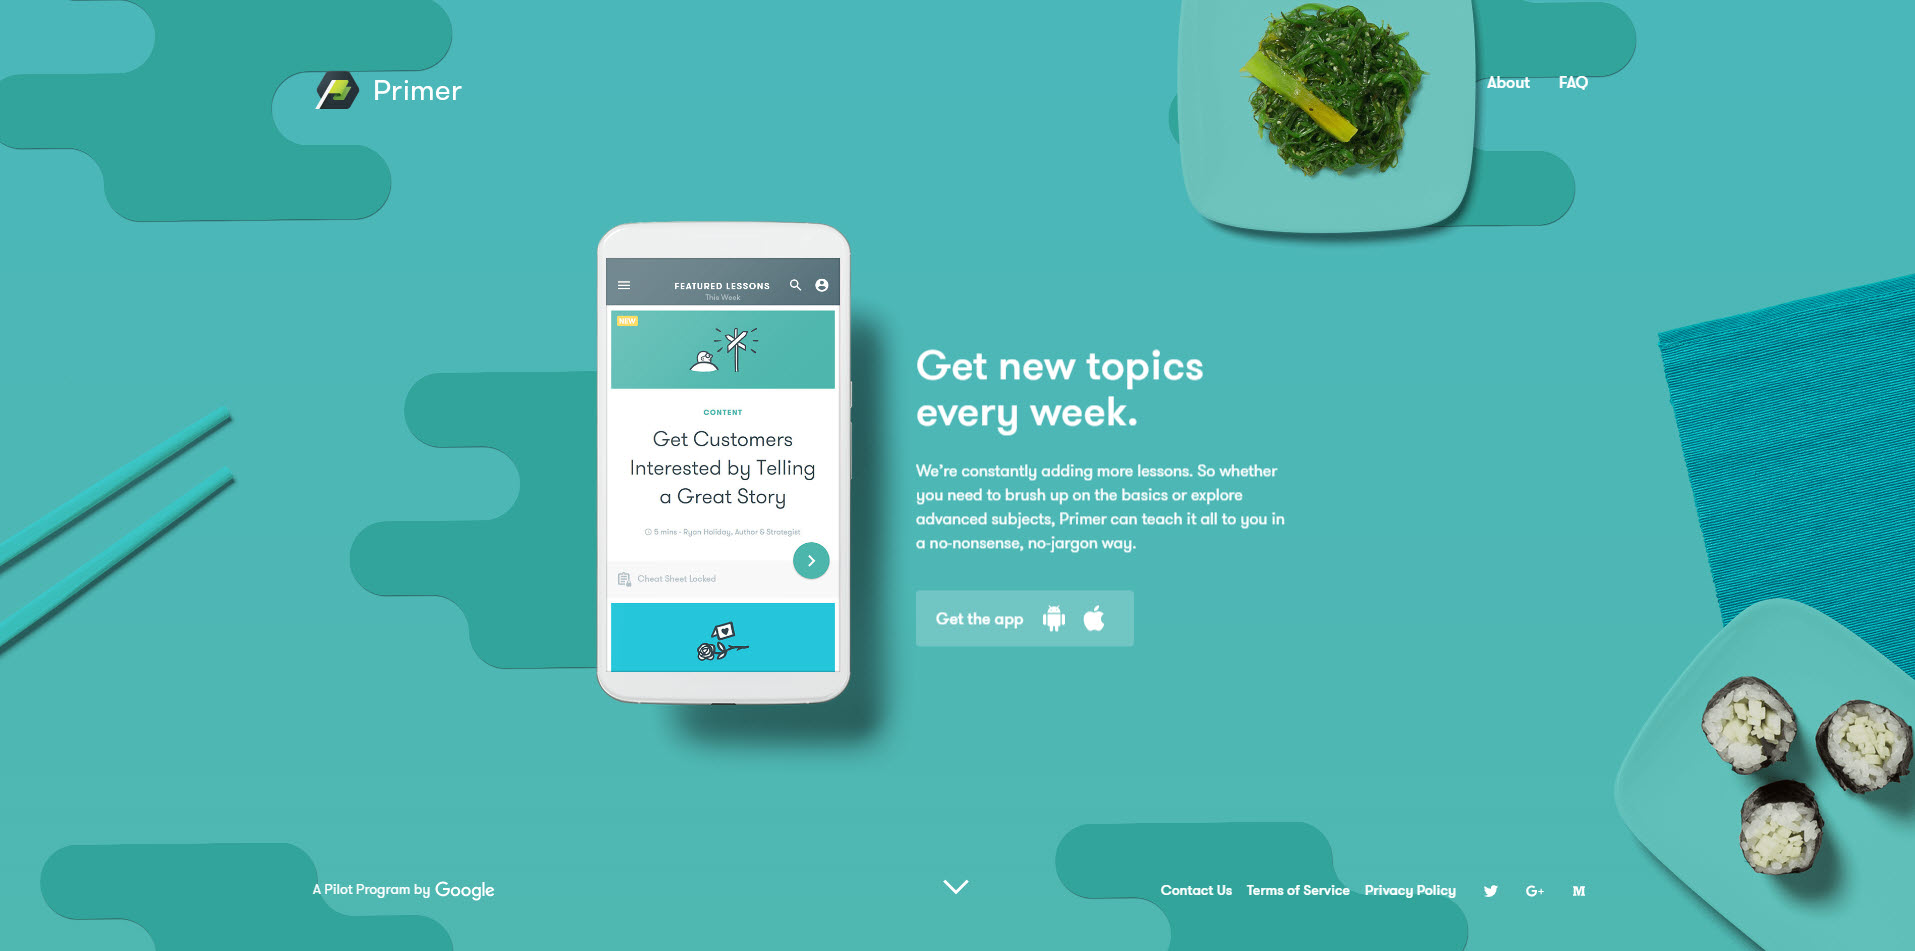 Primer
About
FAQ
FEATURED LESSONS
This Week
NEW
CONTENT
Get Customers
Interested by Telling
a Great Story
5 mins - Ryan Holiday, Author & Strategist
Cheat Sheet Locked
Get new topics
every week.
We're constantly adding more lessons. So whether
you need to brush up on the basics or explore
advanced subjects, Primer can teach it all to you in
a no-nonsense, no-jargon way.
Get the app
A Pilot Program by Google
Contact Us
Terms of Service
Privacy Policy
G+
M